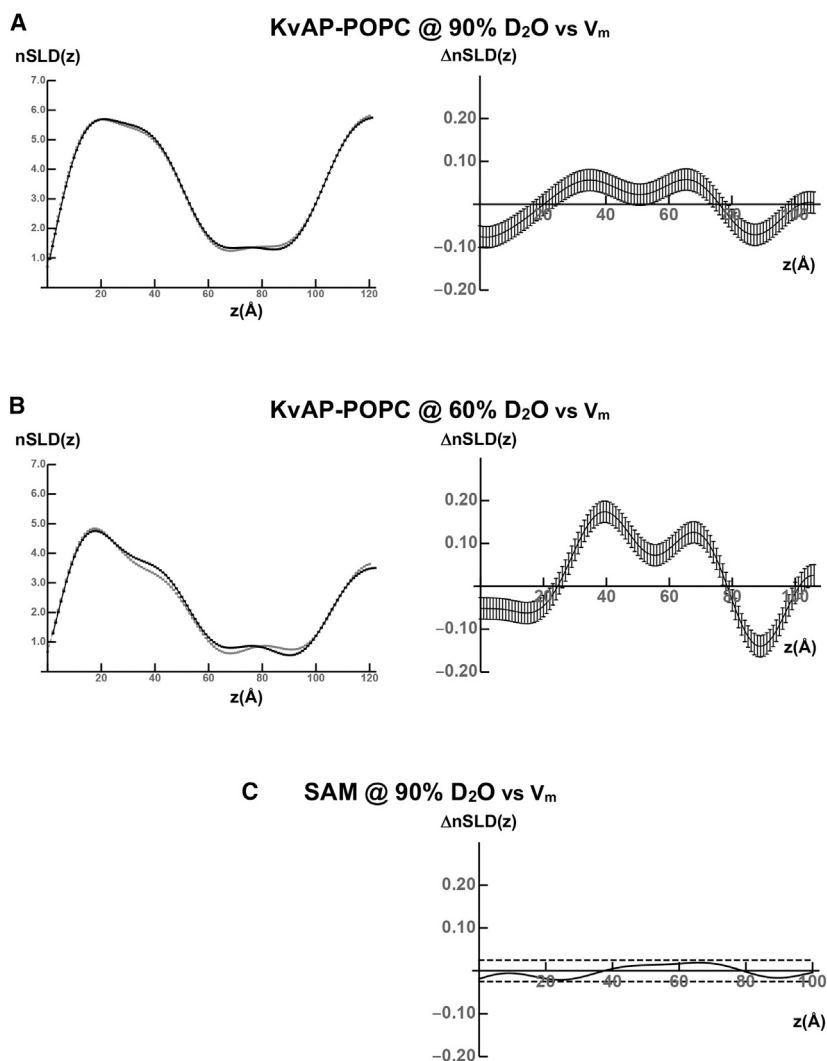 A
KvAP-POPC @ 90% D2O vs Vm
nSLD(z)
7.0
6.0
5.0
4.0
3.0
2.0
1.0
20 40 60 80 100 120
z(Å)
ΔnSLD(z)
0.20
0.10
20 40 60 80 100
−0.10
−0.20
z(Å)
B
KvAP-POPC @ 60% D2O vs Vm
nSLD(z)
7.0
6.0
5.0
4.0
3.0
2.0
1.0
20 40 60 80 100 120
z(Å)
ΔnSLD(z)
0.20
0.10
20 40 60 80 100
−0.10
−0.20
z(Å)
C SAM @ 90% D2O vs Vm
ΔnSLD(z)
0.20
0.10
20 40 60 80 100
−0.10
−0.20
z(Å)